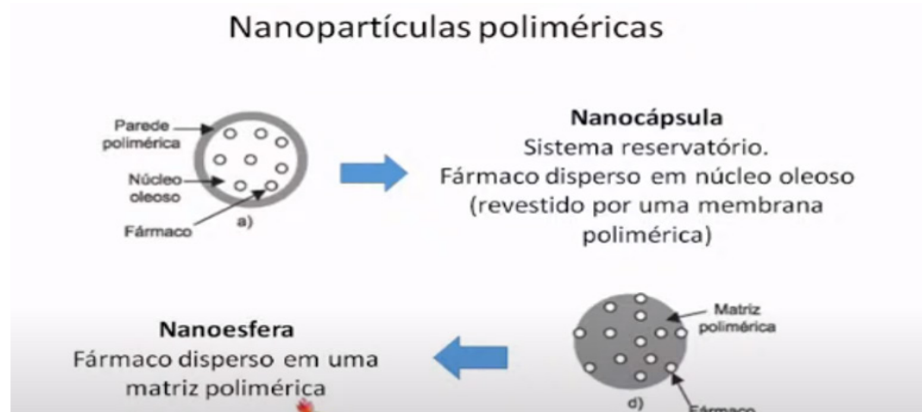 Nanopartículas poliméricas
Parede
polimérica
Núcleo
oleoso
Fármaco
a)
Nanocápsula
Sistema reservatório.
Fármaco disperso em núcleo oleoso
(revestido por uma membrana
polimérica)
Nanoesfera
Fármaco disperso em uma
matriz polimérica
Matriz
polimérica
d)
Fármaco